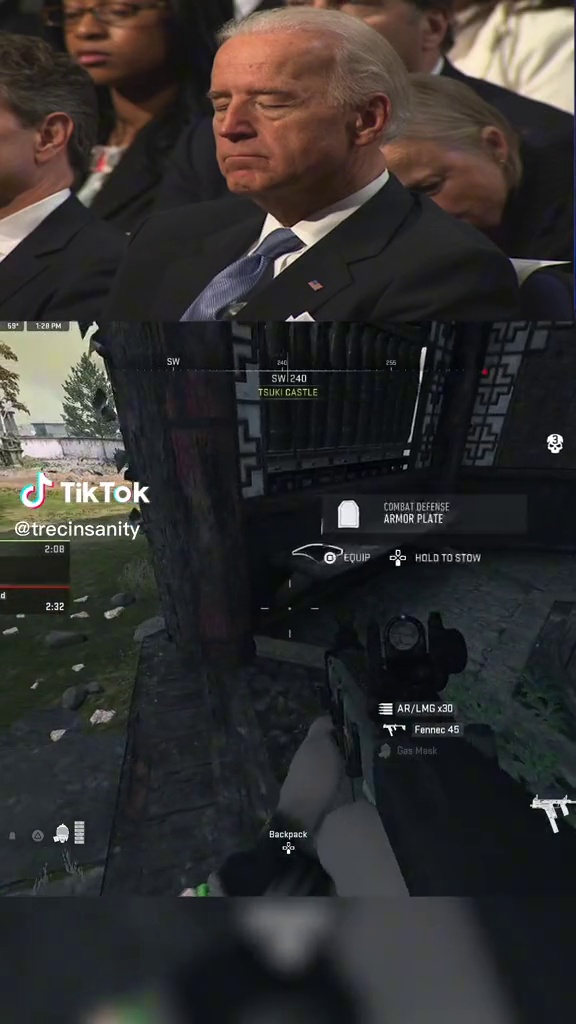 59° 1:28 PM
SW 240 255
SW 240
TSUKI CASTLE
3
TikTok
@trecinsanity
COMBAT DEFENSE
ARMOR PLATE
EQUIP HOLD TO STOW
2:08
d
2:32
AR/LMG x30
Fennec 45
Gas Mask
Backpack